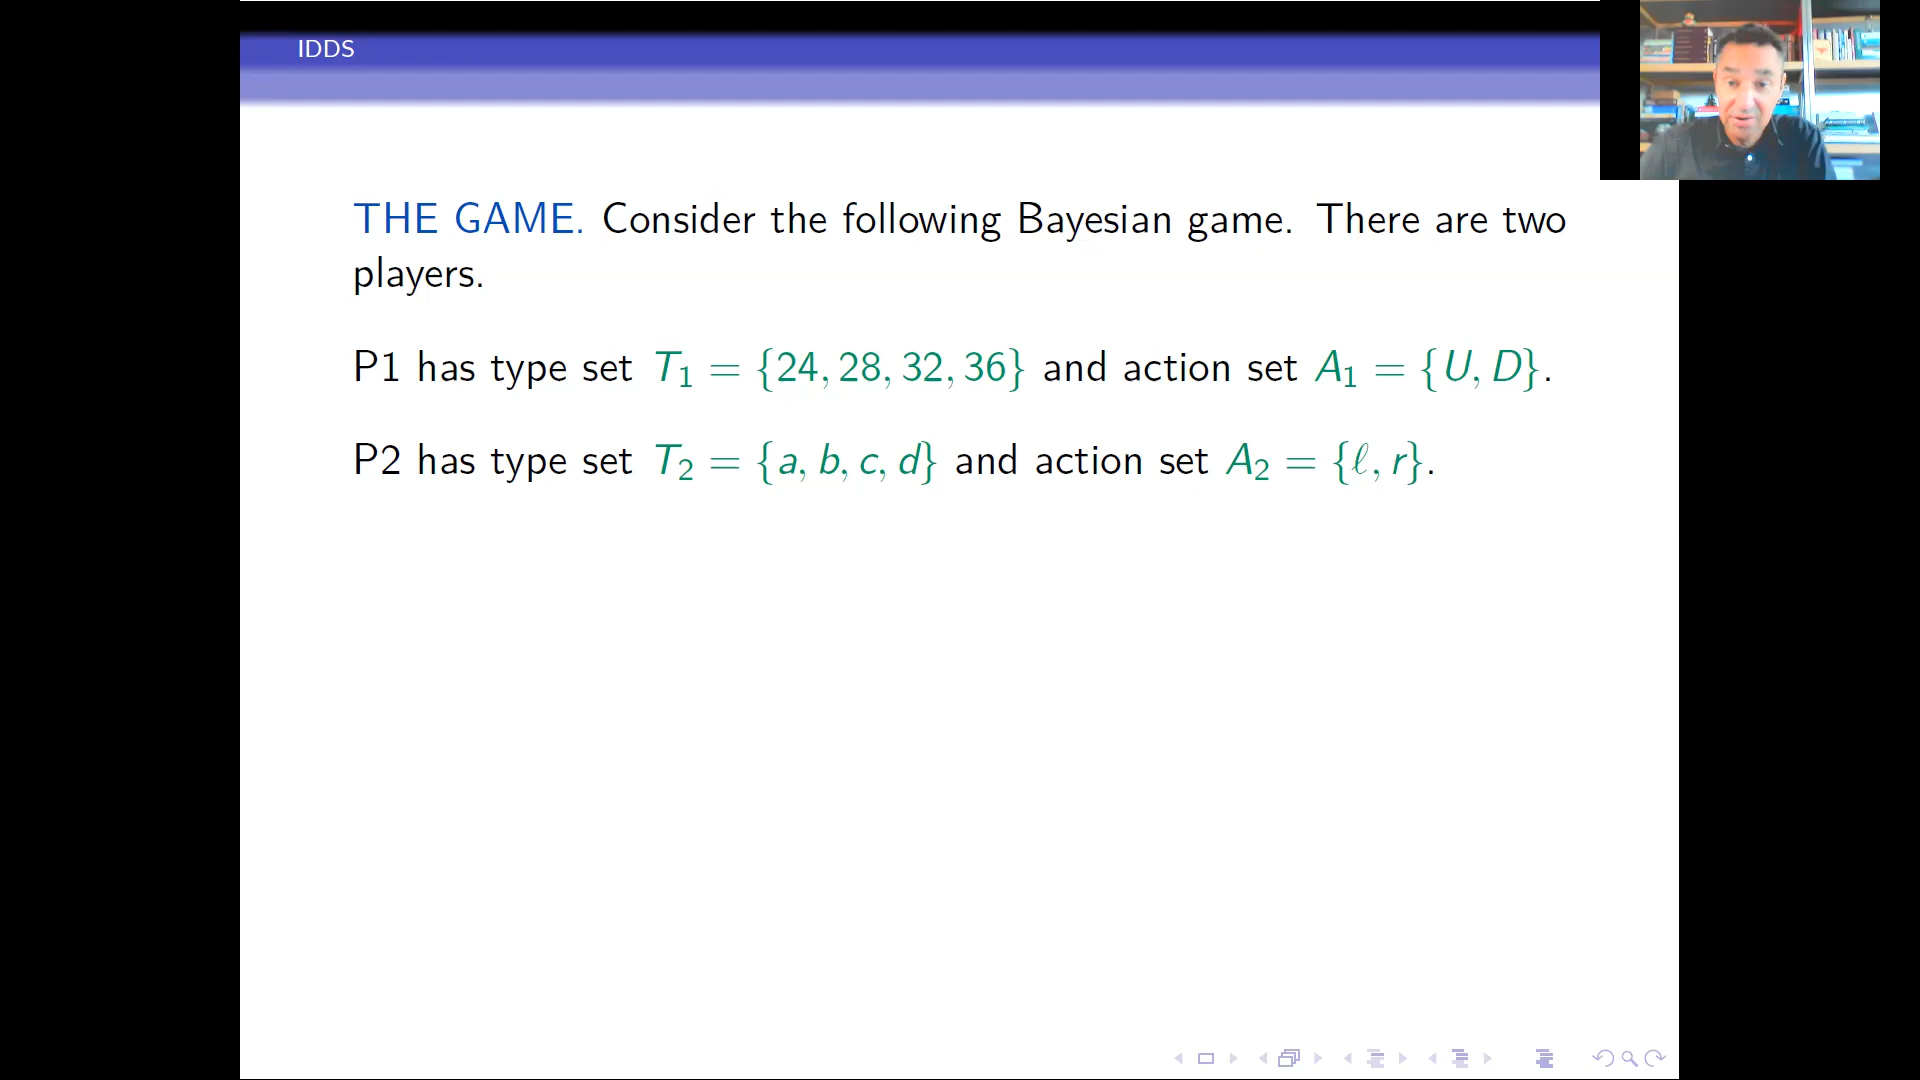 IDDS
THE GAME. Consider the following Bayesian game. There are two
players.
P1 has type set T₁ = {24, 28, 32, 36} and action set A₁ = {U, D}.
P2 has type set T₂ = {a, b, c, d} and action set A₂ = {ℓ, r}.